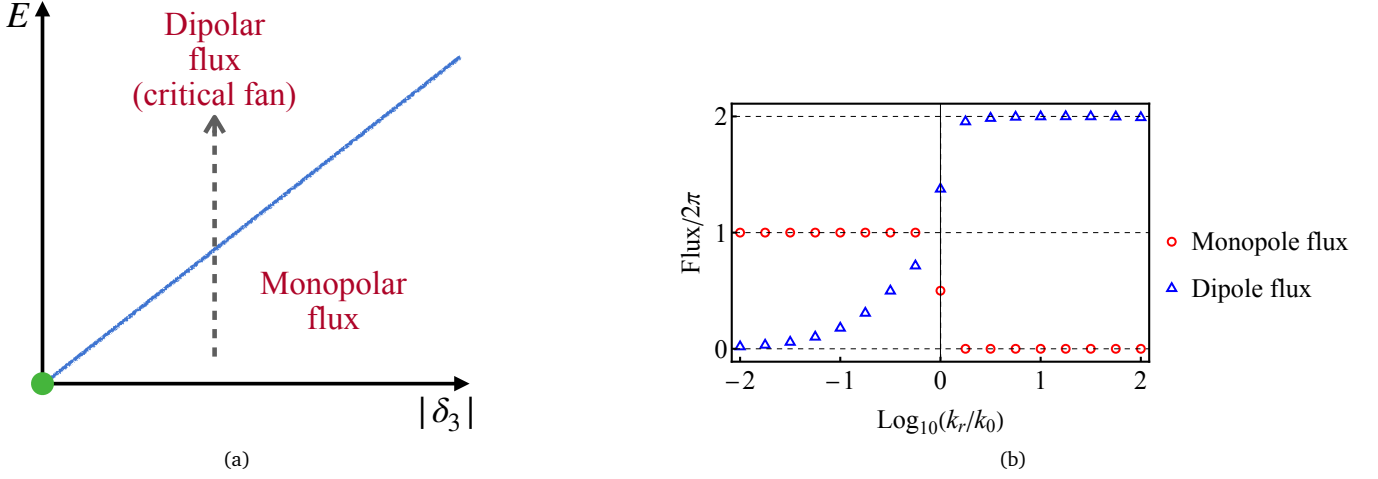 E
Dipolar
flux
(critical fan)
Monopolar
flux
|δ₃|
(a)
Flux/2π
2
1
0
−2 −1 0 1 2
Log₁₀(kᵣ/k₀)
Monopole flux
Dipole flux
(b)